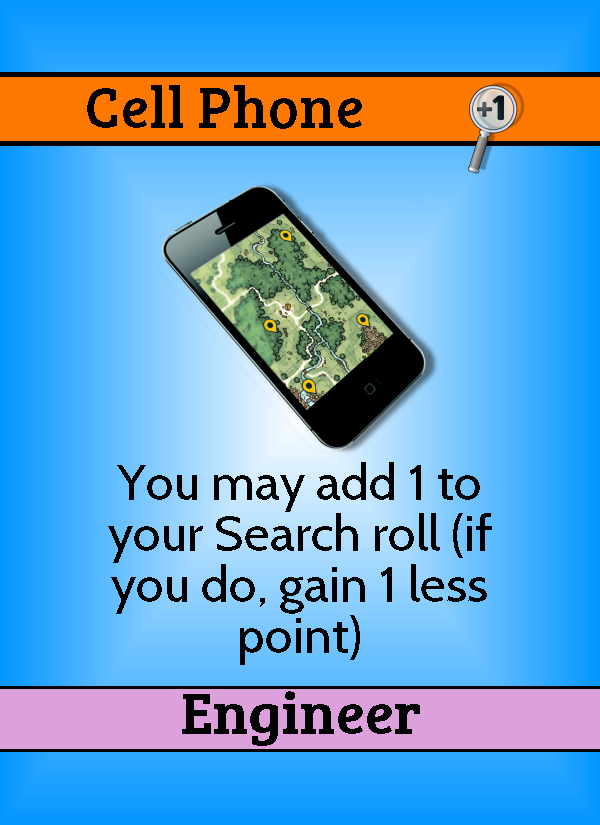 Cell Phone
+1
You may add 1 to
your Search roll (if
you do, gain 1 less
point)
Engineer